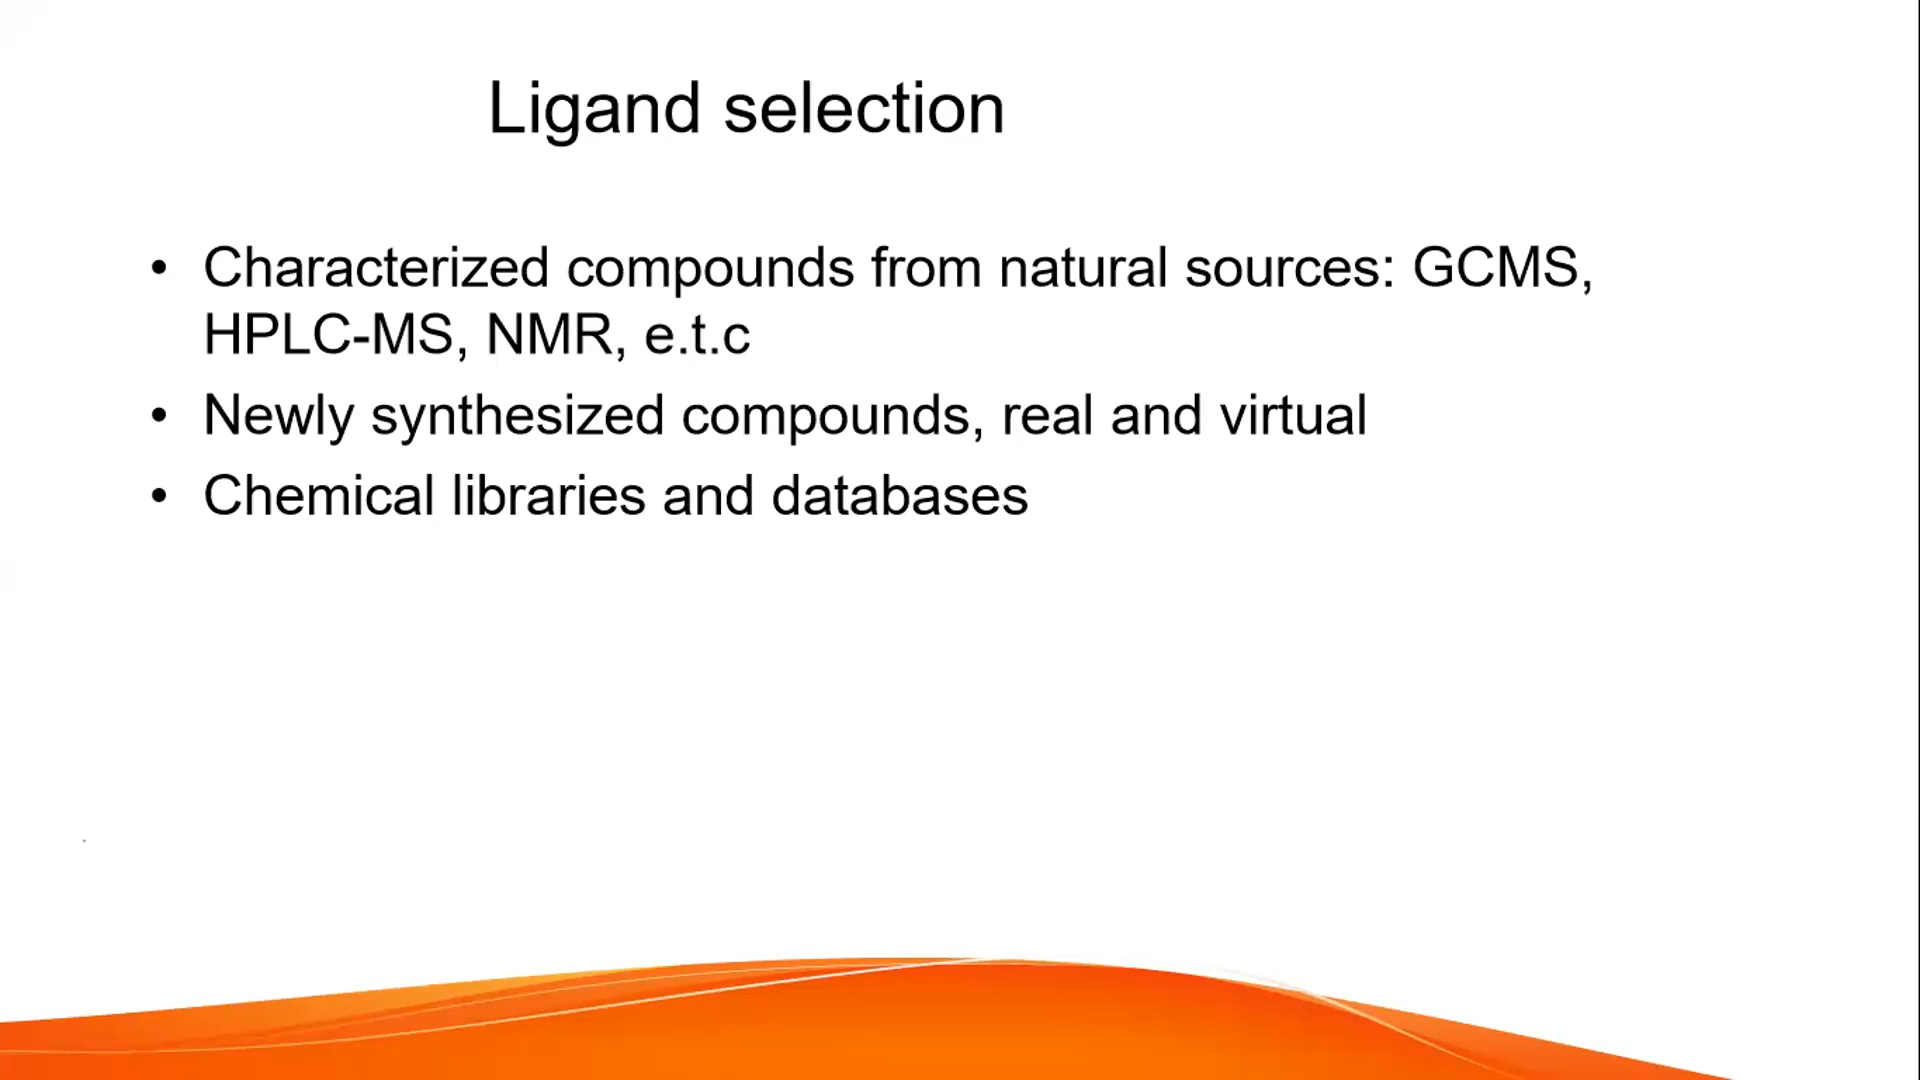 Ligand selection
• Characterized compounds from natural sources: GCMS,
HPLC-MS, NMR, e.t.c
• Newly synthesized compounds, real and virtual
• Chemical libraries and databases